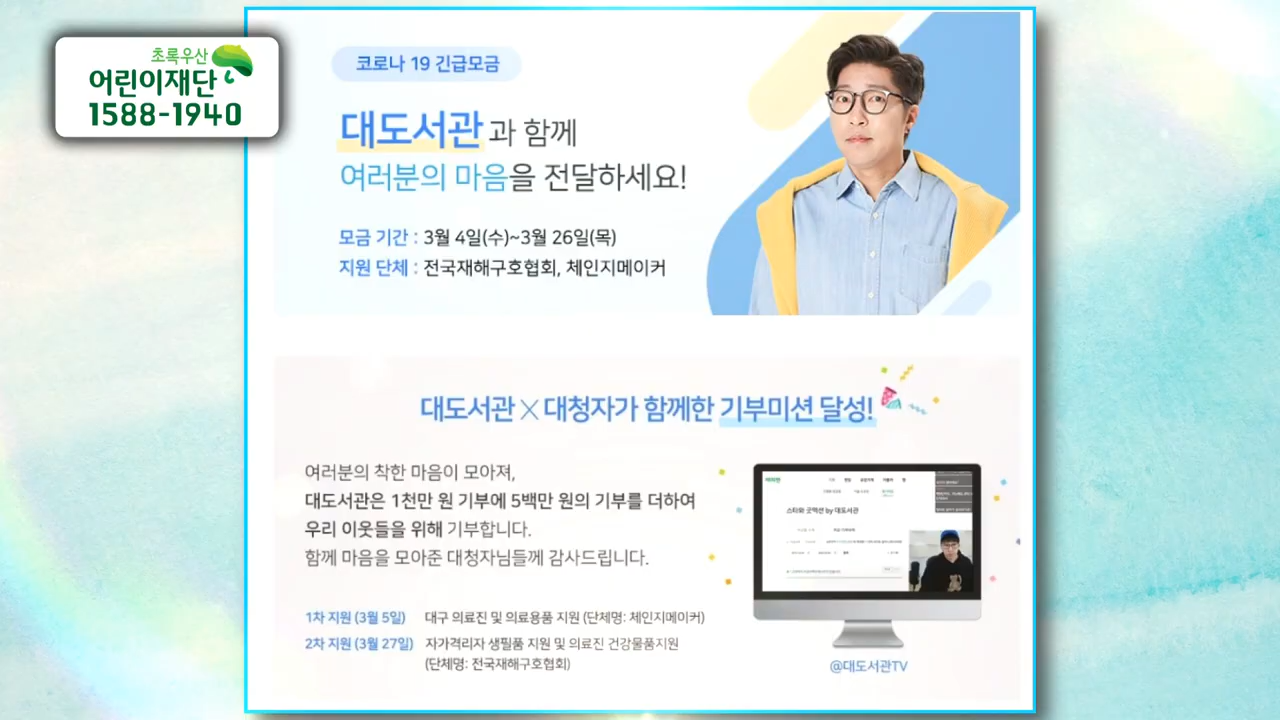 초록우산
어린이재단
1588-1940
코로나 19 긴급모금
대도서관과 함께
여러분의 마음을 전달하세요!
모금 기간 : 3월 4일(수)~3월 26일(목)
지원 단체 : 전국재해구호협회, 체인지메이커
대도서관 X 대청자가 함께한 기부미션 달성!
여러분의 착한 마음이 모아져,
대도서관은 1천만 원 기부에 5백만 원의 기부를 더하여
우리 이웃들을 위해 기부합니다.
함께 마음을 모아준 대청자님들께 감사드립니다.
스타와 굿액션 by 대도서관
1차 지원 (3월 5일) 대구 의료진 및 의료용품 지원 (단체명: 체인지메이커)
2차 지원 (3월 27일) 자가격리자 생필품 지원 및 의료진 건강물품지원
(단체명: 전국재해구호협회)
@대도서관TV